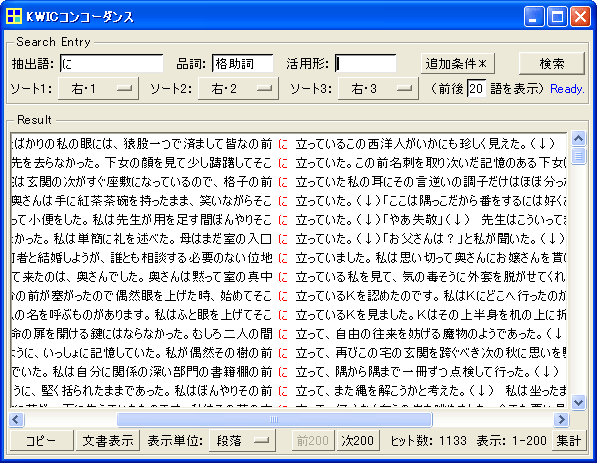 KWICコンコーダンス
Search Entry
抽出語: に 品詞: 格助詞 活用形: 追加条件* 検索
ソート1: 右・1 ソート2: 右・2 ソート3: 右・3 (前後 20 語を表示) Ready.
Result
ばかりの私の眼には、猿股一つで済まして皆なの前 に 立っているこの西洋人がいかにも珍しく見えた。(↓)
先を去らなかった。下女の顔を見て少し躊躇してそこ に 立っていた。この前名刺を取り次いだ記憶のある下女
は玄関の次がすぐ座敷になっているので、格子の前 に 立っていた私の耳にその言逆いの調子だけはほぼ分っ
奥さんは手に紅茶茶碗を持ったまま、笑いながらそこ に 立っていた。(↓)「ここは隅っこだから番をするには好く
って小便をした。私は先生が用を足す間ぼんやりそこ に 立っていた。(↓)「やあ失敬」(↓) 先生はこういって
かった。私は単簡に礼を述べた。母はまだ室の入口 に 立っていた。(↓)「お父さんは?」と私が聞いた。(↓)
者と結婚しようが、誰とも相談する必要のない位地 に 立っていました。私は思い切って奥さんにお嬢さんを貰
て来たのは、奥さんでした。奥さんは黙って室の真中 に 立っている私を見て、気の毒そうに外套を脱がせてくれ
の前が塞がったので偶然眼を上げた時、始めてそこ に 立っているKを認めたのです。私はKにどこへ行ったのか
の名を呼ぶものがあります。私はふと眼を上げてそこ に 立っているKを見ました。Kはその上半身を机の上に折
命の扉を開ける鍵にはならなかった。むしろ二人の間 に 立って、自由の往来を妨げる魔物のようであった。(↓)
ように、いっしょに記憶していた。私が偶然その樹の前 に 立って、再びこの宅の玄関を跨ぐべき次の秋に思いを
でいた。私は自分に関係の深い部門の書籍棚の前 に 立って、隅から隅まで一冊ずつ点検して行った。(↓)
うに、堅く括られたままであった。私はぼんやりその前 に 立って、また縄を解こうかと考えた。(↓) 私は坐ったま
コピー 文書表示 表示単位: 段落 前200 次200 ヒット数: 1133 表示: 1-200 集計